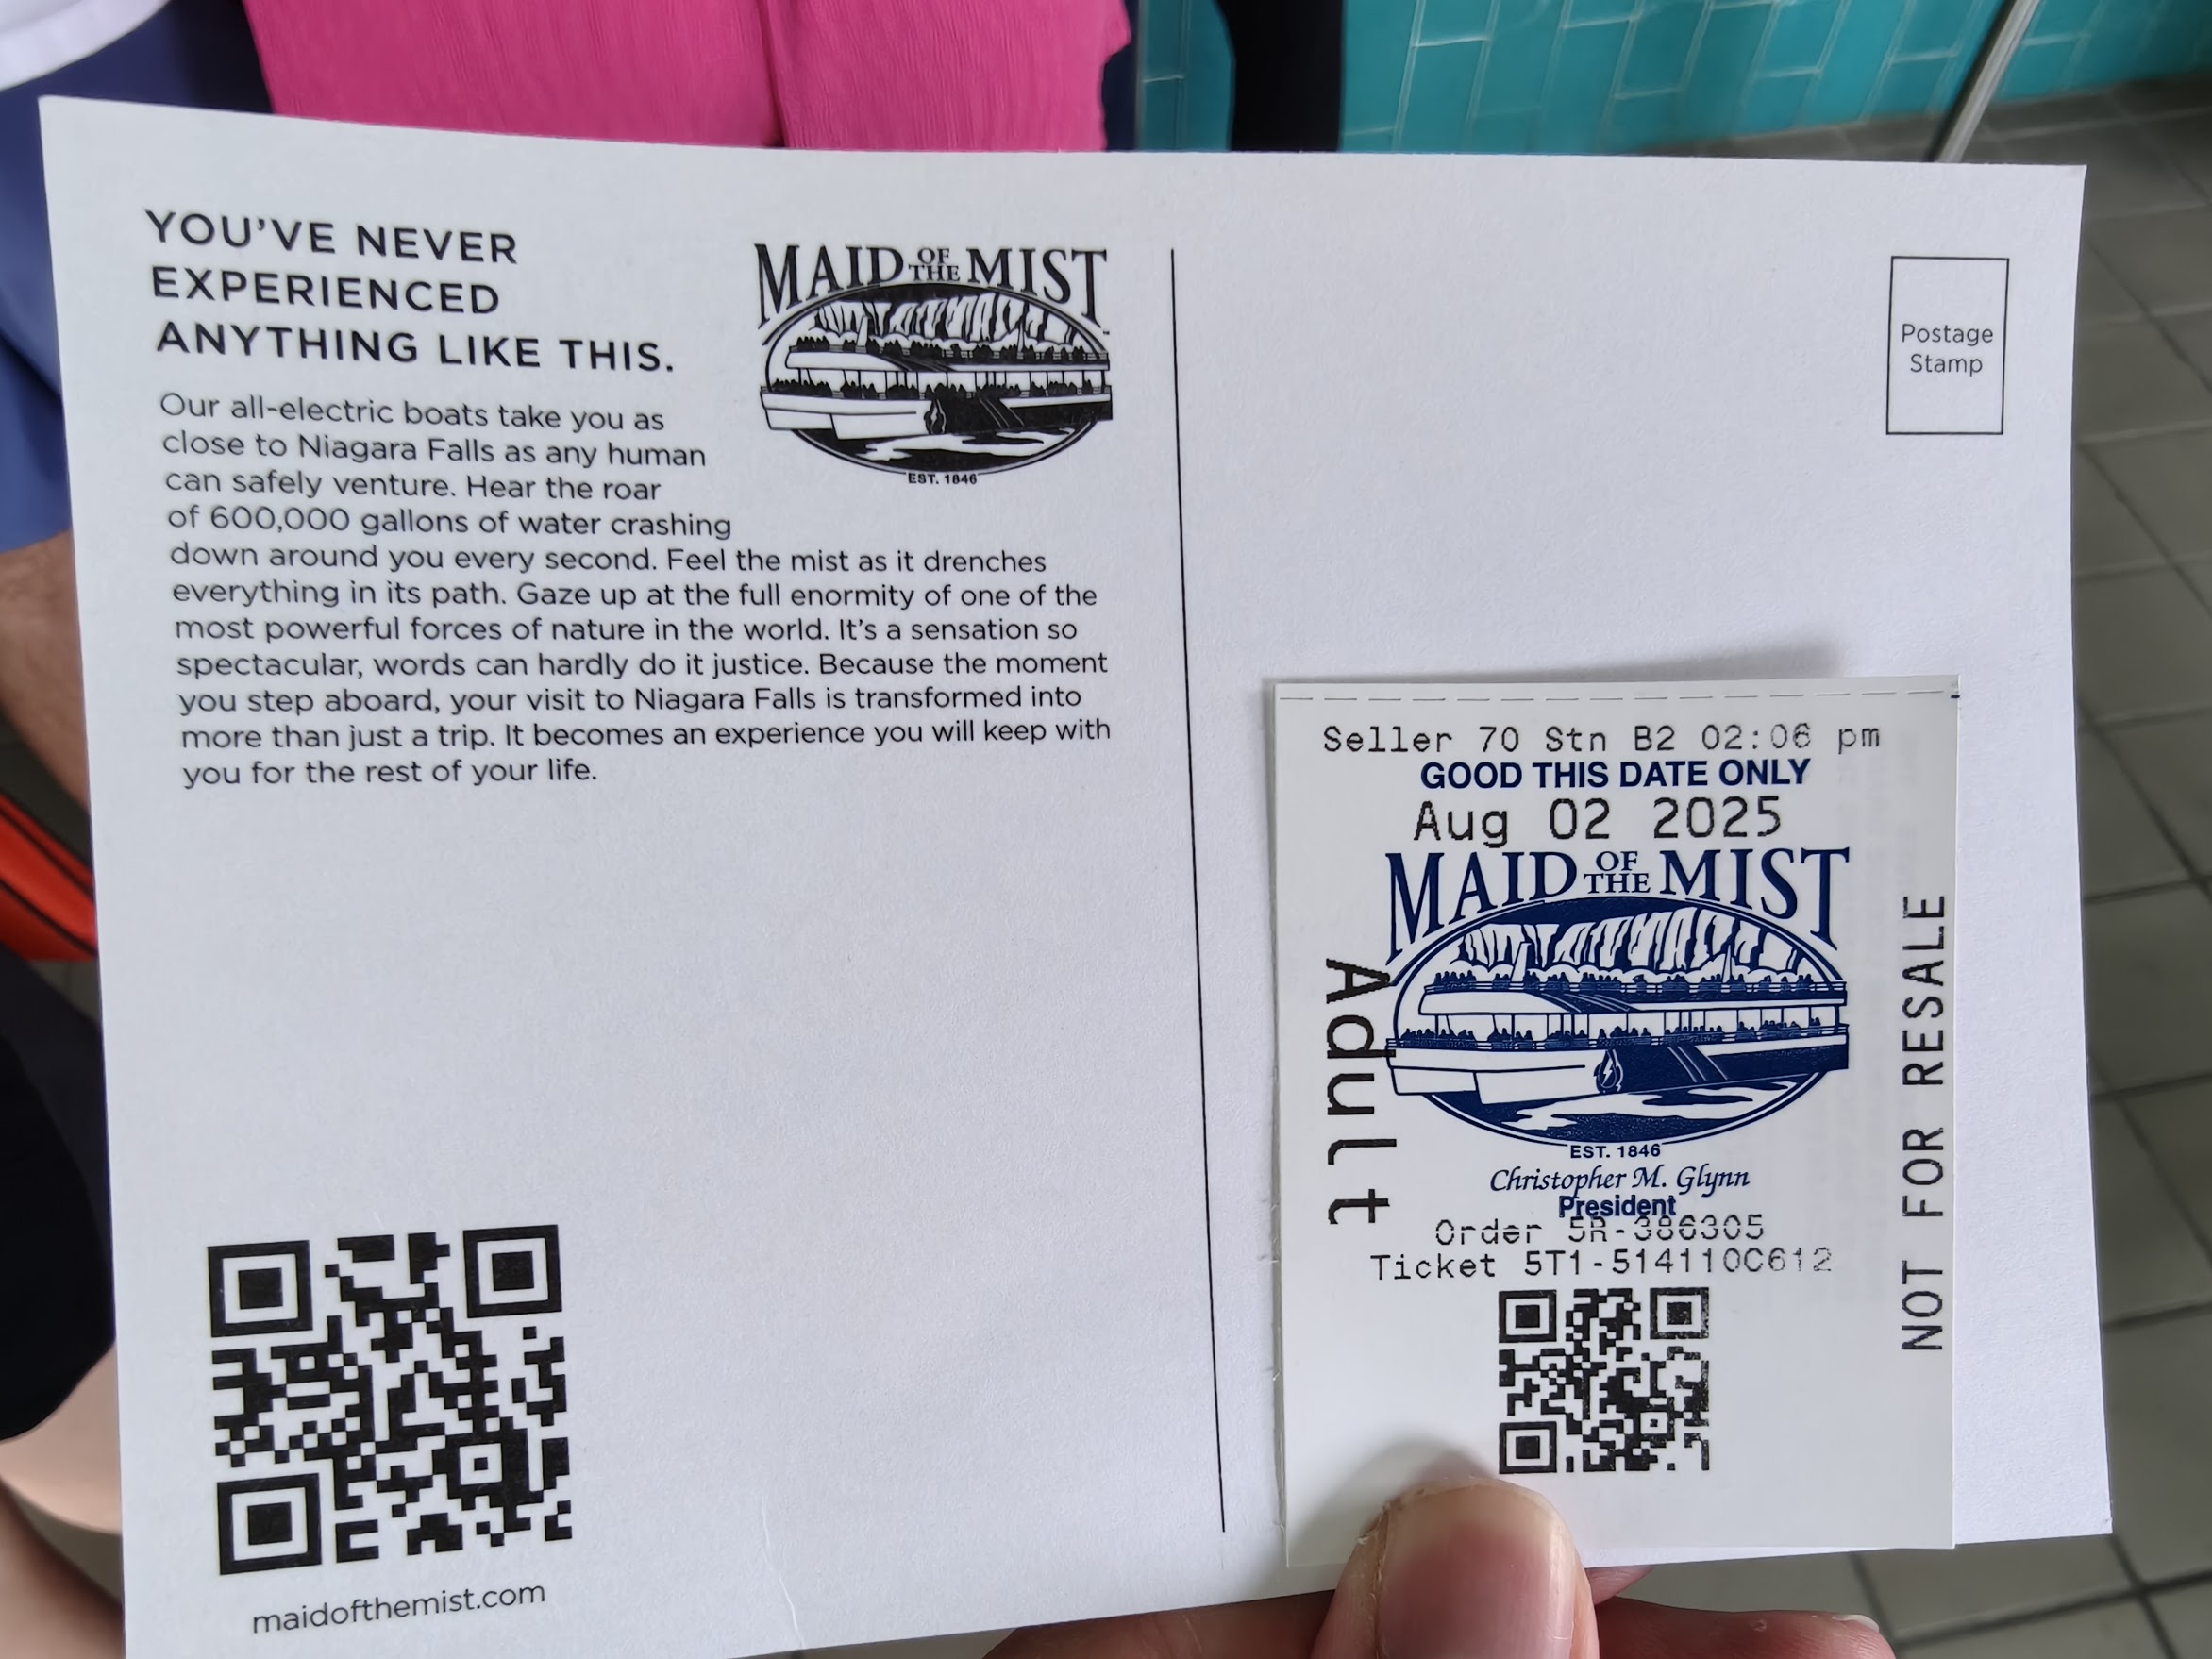 YOU'VE NEVER
EXPERIENCED
ANYTHING LIKE THIS.
MAID OF THE MIST
EST. 1846
Our all-electric boats take you as
close to Niagara Falls as any human
can safely venture. Hear the roar
of 600,000 gallons of water crashing
down around you every second. Feel the mist as it drenches
everything in its path. Gaze up at the full enormity of one of the
most powerful forces of nature in the world. It's a sensation so
spectacular, words can hardly do it justice. Because the moment
you step aboard, your visit to Niagara Falls is transformed into
more than just a trip. It becomes an experience you will keep with
you for the rest of your life.
maidofthemist.com
Postage
Stamp
Seller 70 Stn B2 02:06 pm
GOOD THIS DATE ONLY
Aug 02 2025
MAID OF THE MIST
EST. 1846
Christopher M. Glynn
President
Order 5R-386305
Ticket 5T1-514110C612
Adult
NOT FOR RESALE